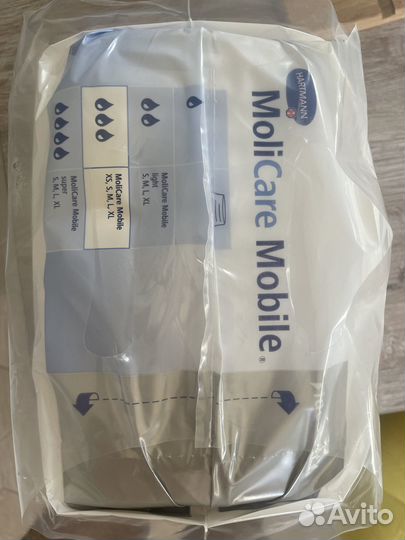 HARTMANN
MoliCare Mobile®
MoliCare Mobile
light
S, M, L, XL
MoliCare Mobile
XS, S, M, L, XL
MoliCare Mobile
super
S, M, L, XL
Avito